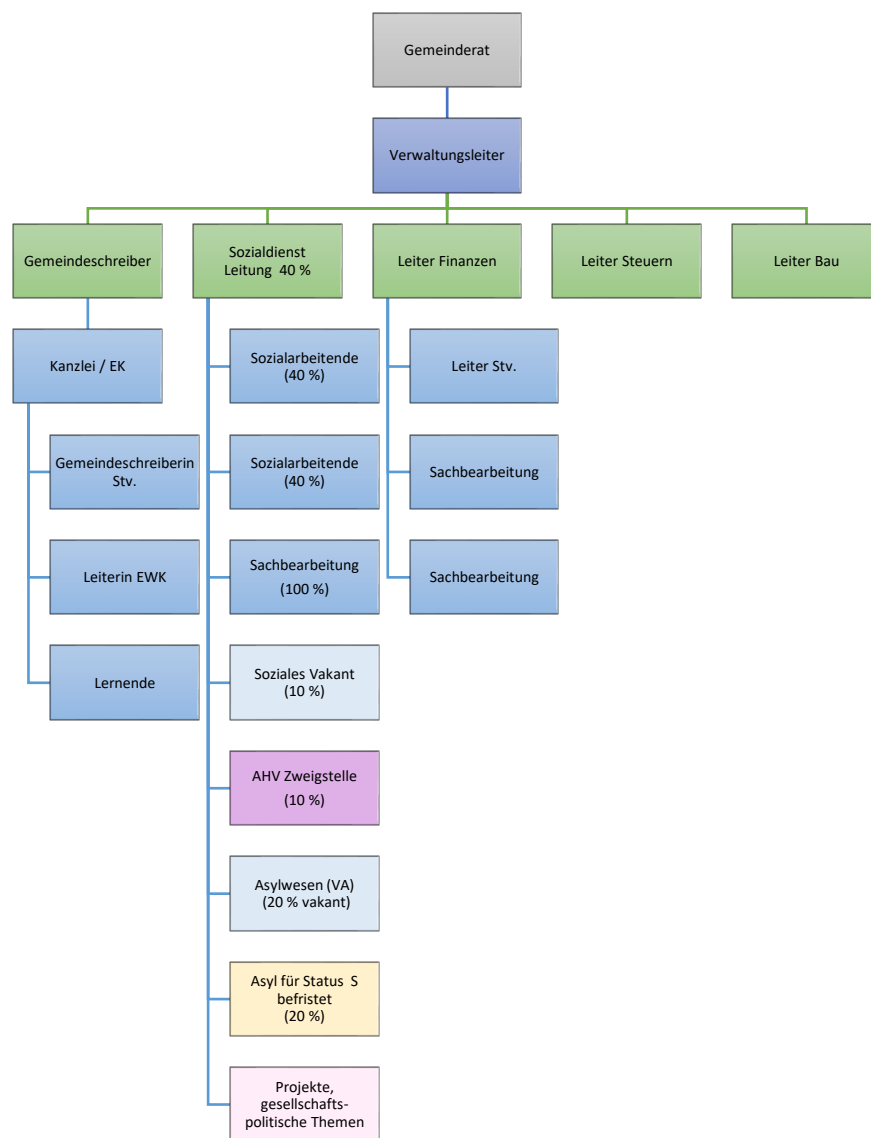 Gemeinderat
Verwaltungsleiter
Gemeindeschreiber
Sozialdienst
Leitung 40 %
Leiter Finanzen
Leiter Steuern
Leiter Bau
Kanzlei / EK
Sozialarbeitende
(40 %)
Leiter Stv.
Gemeindeschreiberin
Stv.
Sozialarbeitende
(40 %)
Sachbearbeitung
Leiterin EWK
Sachbearbeitung
(100 %)
Sachbearbeitung
Lernende
Soziales Vakant
(10 %)
AHV Zweigstelle
(10 %)
Asylwesen (VA)
(20 % vakant)
Asyl für Status S
befristet
(20 %)
Projekte,
gesellschafts-
politische Themen